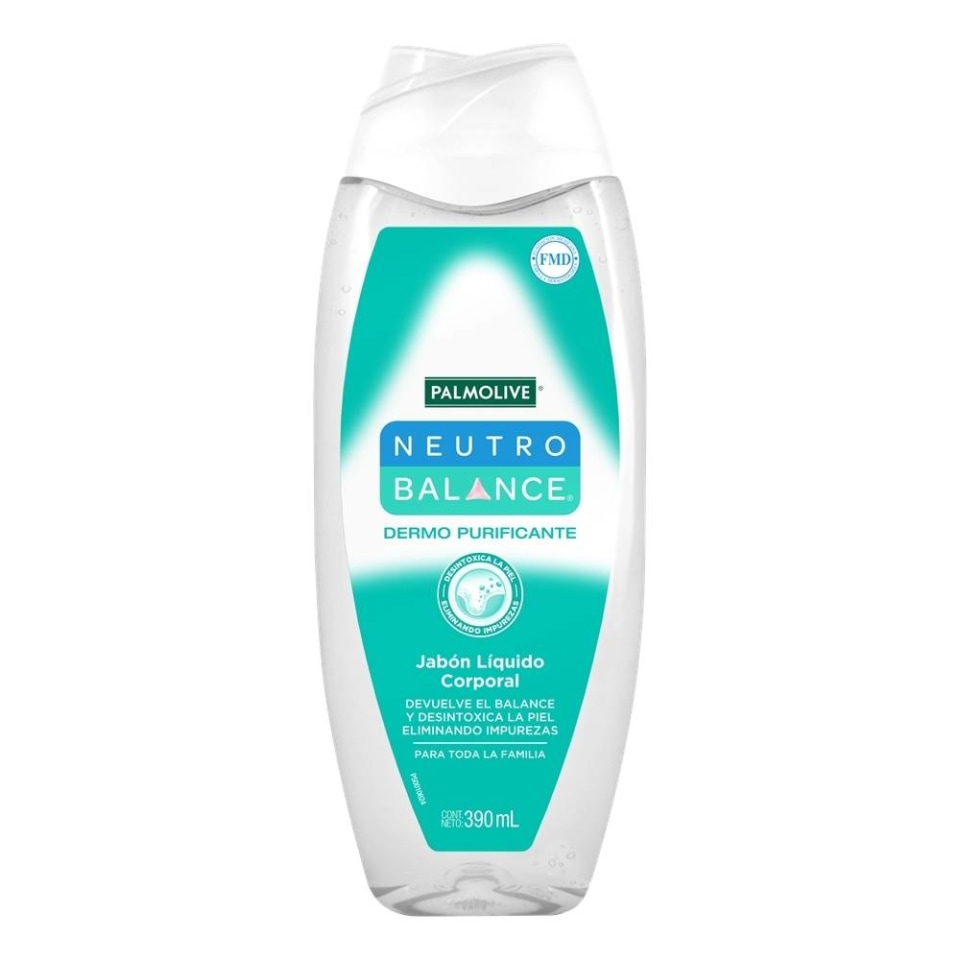 FMD
PALMOLIVE®
NEUTRO
BALANCE®
DERMO PURIFICANTE
DESINTOXICA LA PIEL
ELIMINANDO IMPUREZAS
Jabón Líquido
Corporal
DEVUELVE EL BALANCE
Y DESINTOXICA LA PIEL
ELIMINANDO IMPUREZAS
PARA TODA LA FAMILIA
CONT.
NETO: 390 mL